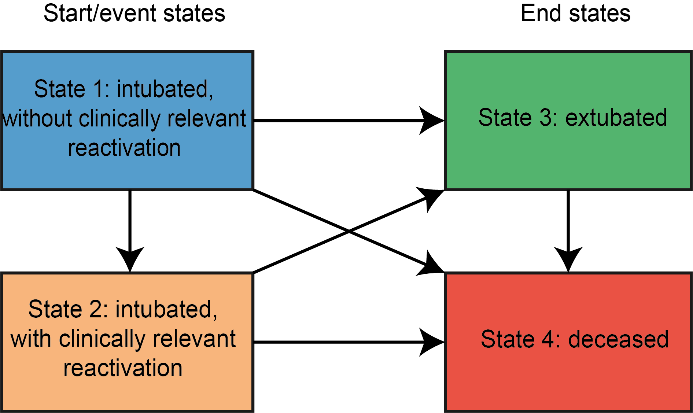 Start/event states
End states
State 1: intubated,
without clinically relevant
reactivation
State 3: extubated
State 2: intubated,
with clinically relevant
reactivation
State 4: deceased